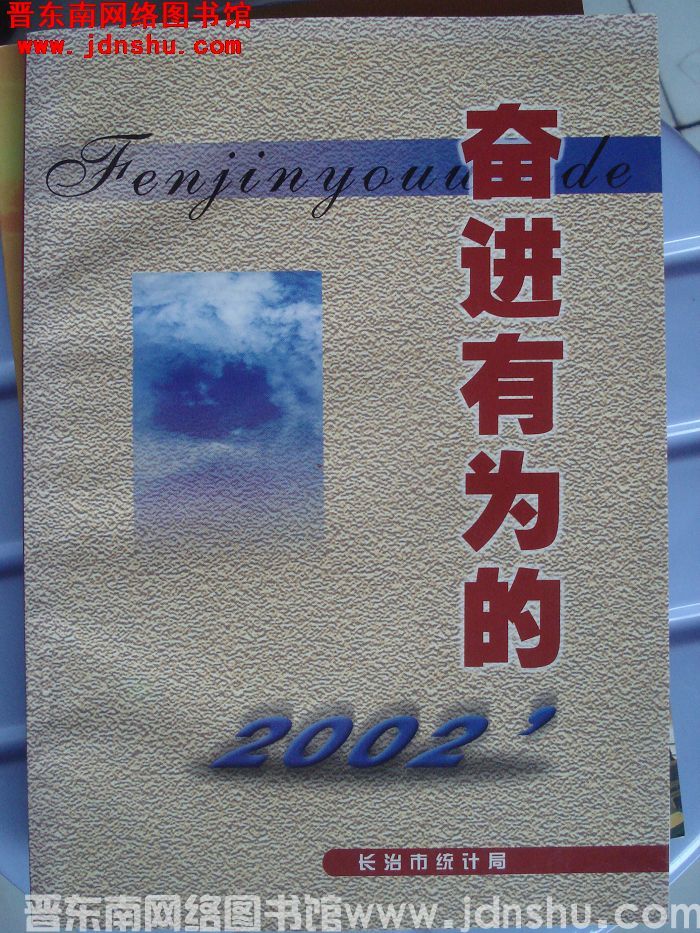 晋东南网络图书馆
www.jdnshu.com
Fenjinyouw de
奋进有为的
2002'
长治市统计局
晋东南网络图书馆www.jdnshu.com